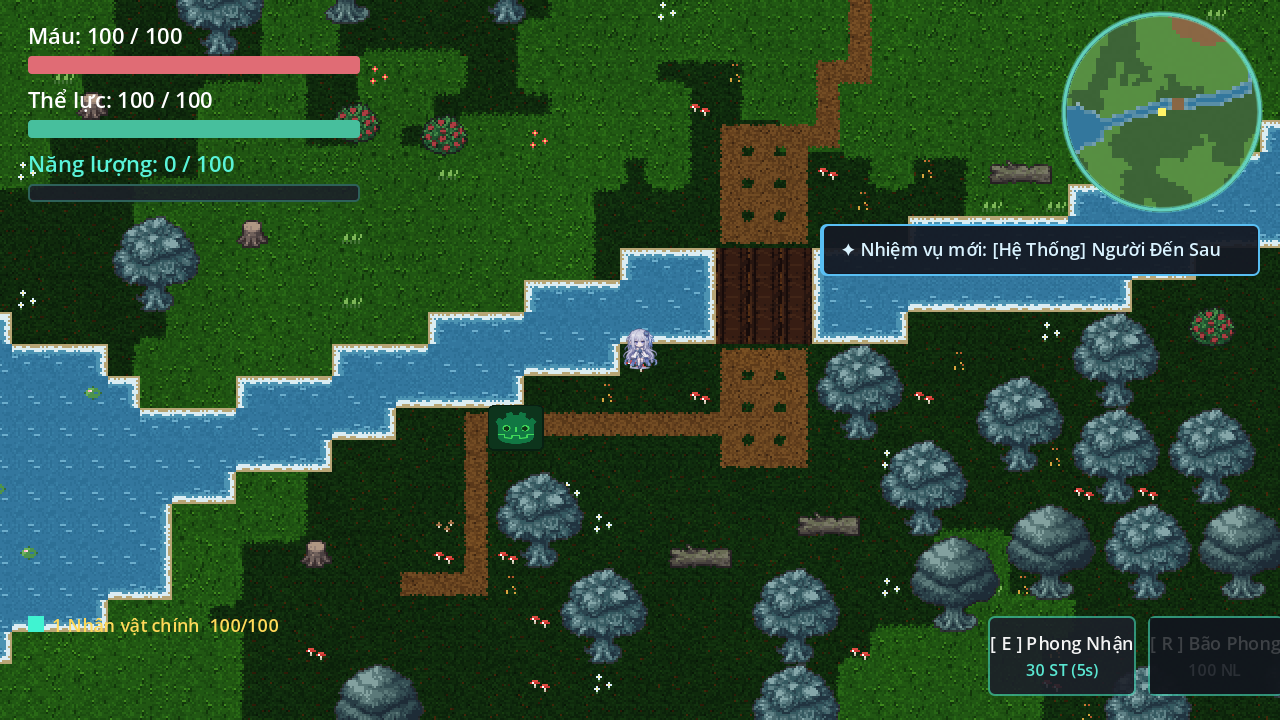 Máu: 100 / 100
Thể lực: 100 / 100
Năng lượng: 0 / 100
✦ Nhiệm vụ mới: [Hệ Thống] Người Đến Sau
1 Nhân vật chính 100/100
[ E ] Phong Nhận
30 ST (5s)
[ R ] Bão Phong
100 NL